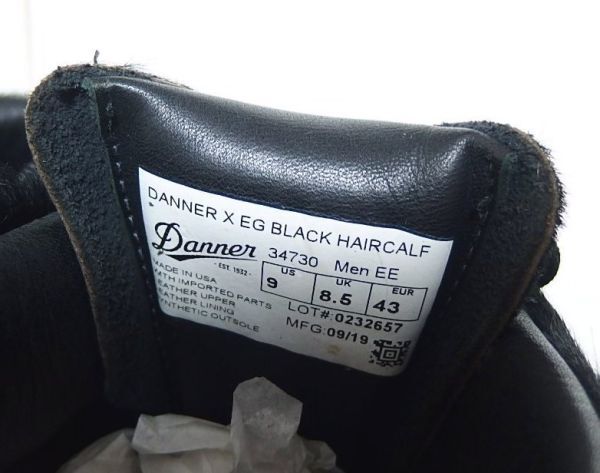 DANNER X EG BLACK HAIRCALF
Danner
- EST. 1932 -
34730 Men EE
US UK EUR
9 8.5 43
LOT#:0232657
MFG:09/19
MADE IN USA
WITH IMPORTED PARTS
LEATHER UPPER
LEATHER LINING
SYNTHETIC OUTSOLE